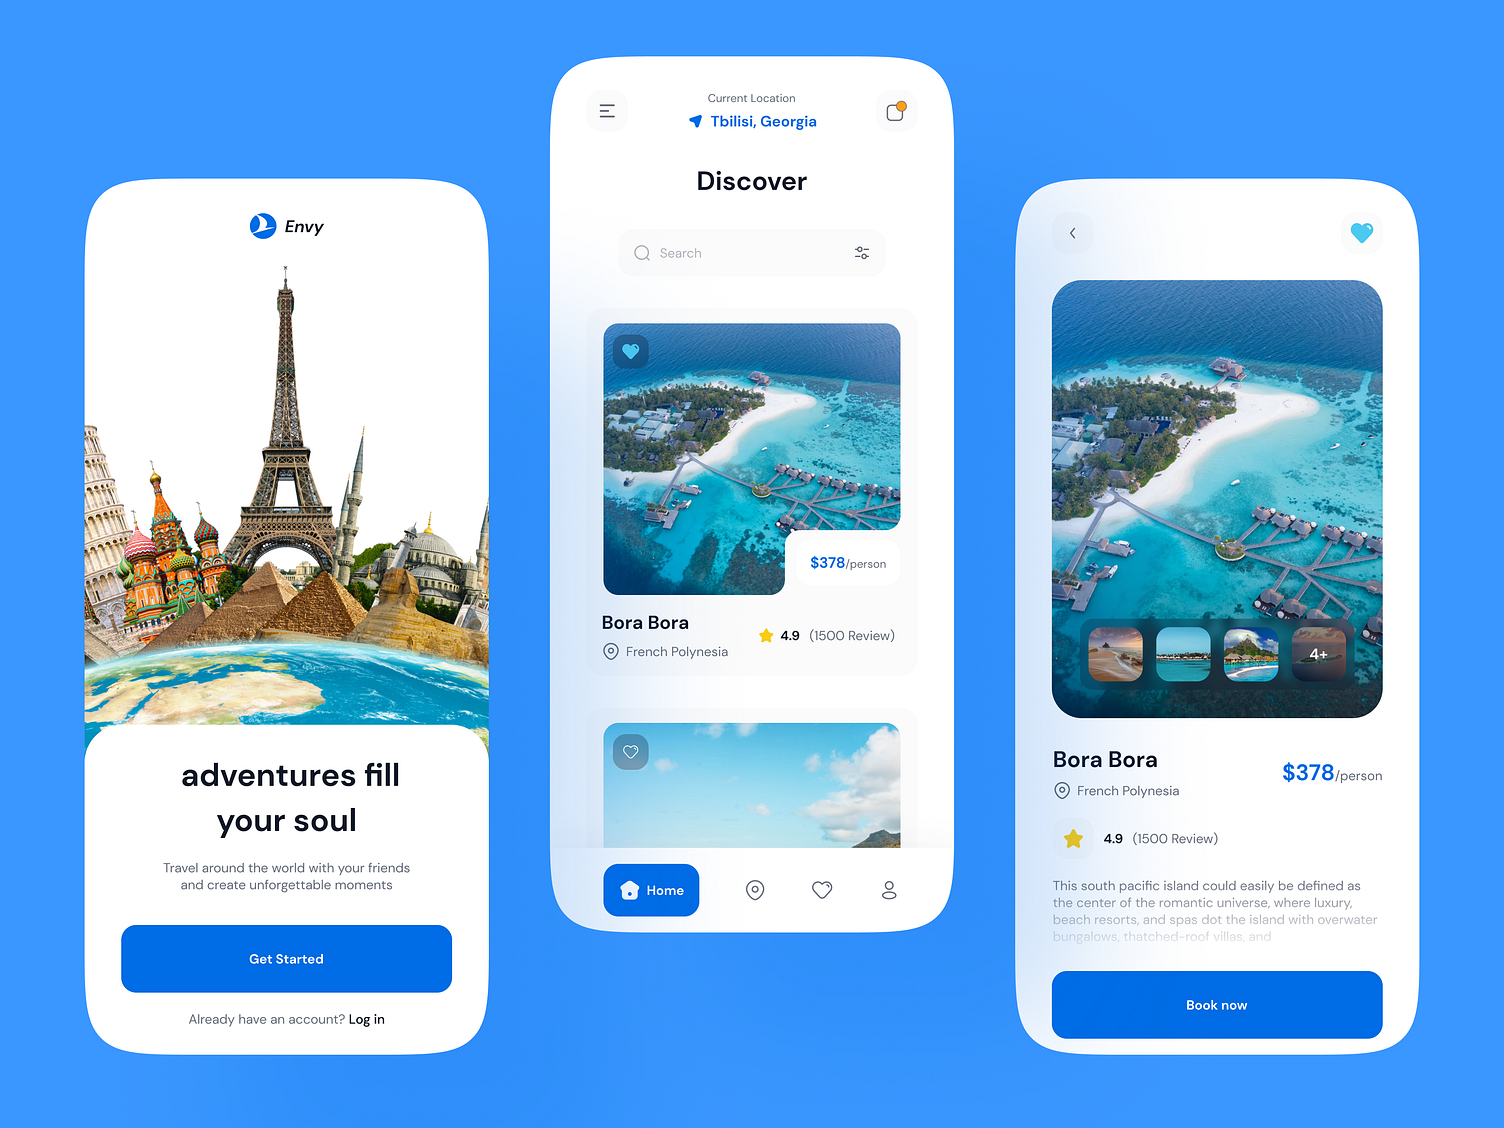 Envy
adventures fill
your soul
Travel around the world with your friends
and create unforgettable moments
Get Started
Already have an account? Log in
Current Location
Tbilisi, Georgia
Discover
Search
$378/person
Bora Bora
French Polynesia
4.9 (1500 Review)
Home
4+
Bora Bora
French Polynesia
$378/person
4.9 (1500 Review)
This south pacific island could easily be defined as
the center of the romantic universe, where luxury,
beach resorts, and spas dot the island with overwater
bungalows, thatched-roof villas, and
Book now